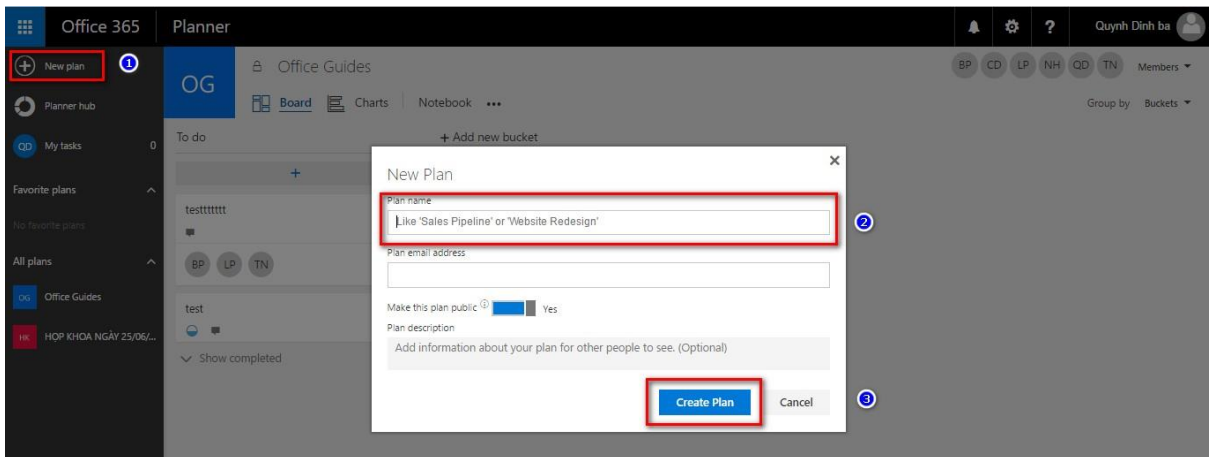 Office 365 Planner ? Quynh Dinh ba
New plan 1
Planner hub
QD My tasks 0
Favorite plans
No favorite plans
All plans
OG Office Guides
HK HỌP KHOA NGÀY 25/06/...
OG Office Guides
BP CD LP NH QD TN Members
Board Charts Notebook ...
Group by Buckets
To do + Add new bucket
+
testttttttt
BP LP TN
test
Show completed
New Plan
Plan name
Like 'Sales Pipeline' or 'Website Redesign' 2
Plan email address
Make this plan public Yes
Plan description
Add information about your plan for other people to see. (Optional)
Create Plan Cancel 3